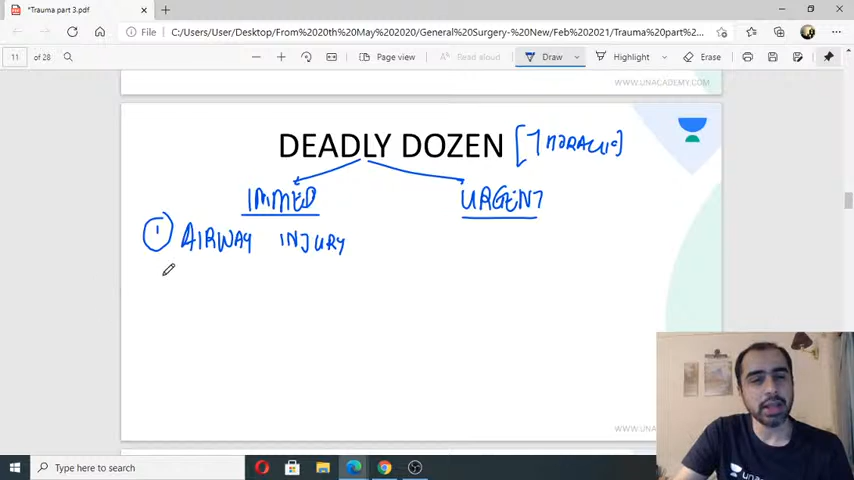 *Trauma part 3.pdf
File
C:/Users/User/Desktop/From%2020th%20May%202020/General%20Surgery-%20New/Feb%202021/Trauma%20part%...
11 of 28
Page view
Read aloud
Draw
Highlight
Erase
WWW.UNACADEMY.COM
DEADLY DOZEN [THORACIC]
IMMED
URGENT
1 AIRWAY INJURY
WWW.UNA
unac
Type here to search